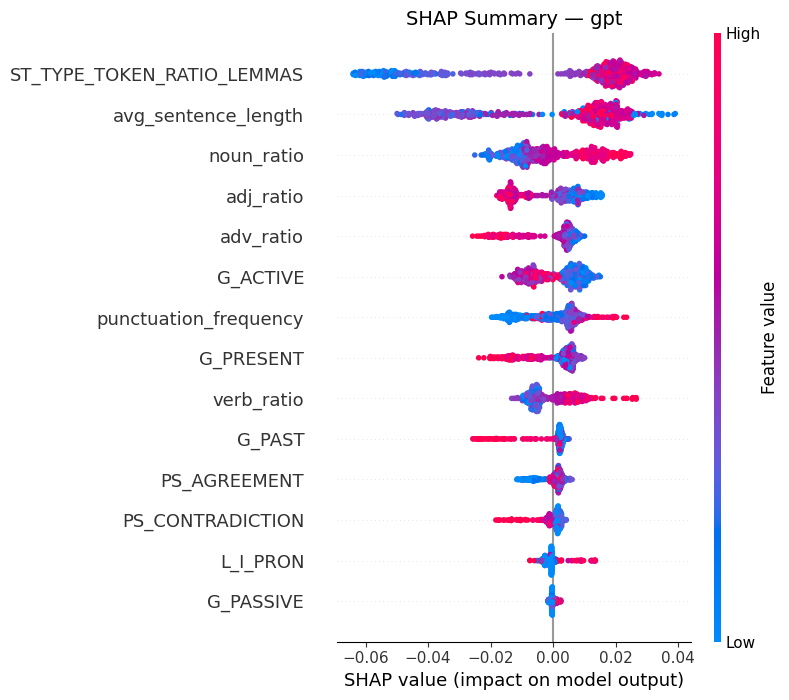 SHAP Summary — gpt
High
ST_TYPE_TOKEN_RATIO_LEMMAS
avg_sentence_length
noun_ratio
adj_ratio
adv_ratio
G_ACTIVE
punctuation_frequency
G_PRESENT
verb_ratio
G_PAST
PS_AGREEMENT
PS_CONTRADICTION
L_I_PRON
G_PASSIVE
Feature value
Low
−0.06 −0.04 −0.02 0.00 0.02 0.04
SHAP value (impact on model output)